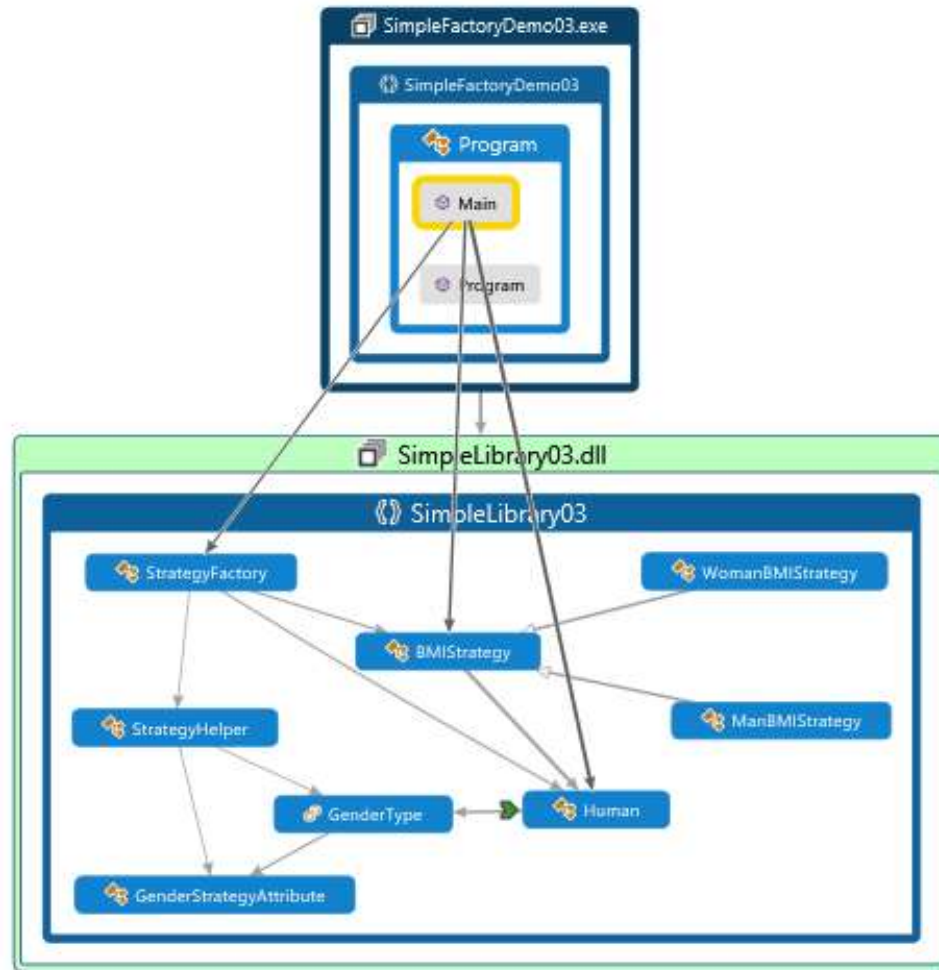 SimpleFactoryDemo03.exe
SimpleFactoryDemo03
Program
Main
Program
SimpleLibrary03.dll
SimpleLibrary03
StrategyFactory
WomanBMIStrategy
BMIStrategy
StrategyHelper
ManBMIStrategy
GenderType
Human
GenderStrategyAttribute